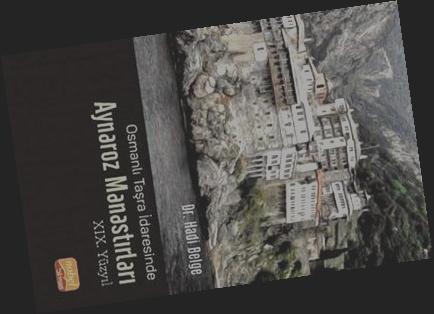 Dr. Hadi Belge
Osmanlı Taşra İdaresinde
Aynaroz Manastırları
XIX. Yüzyıl